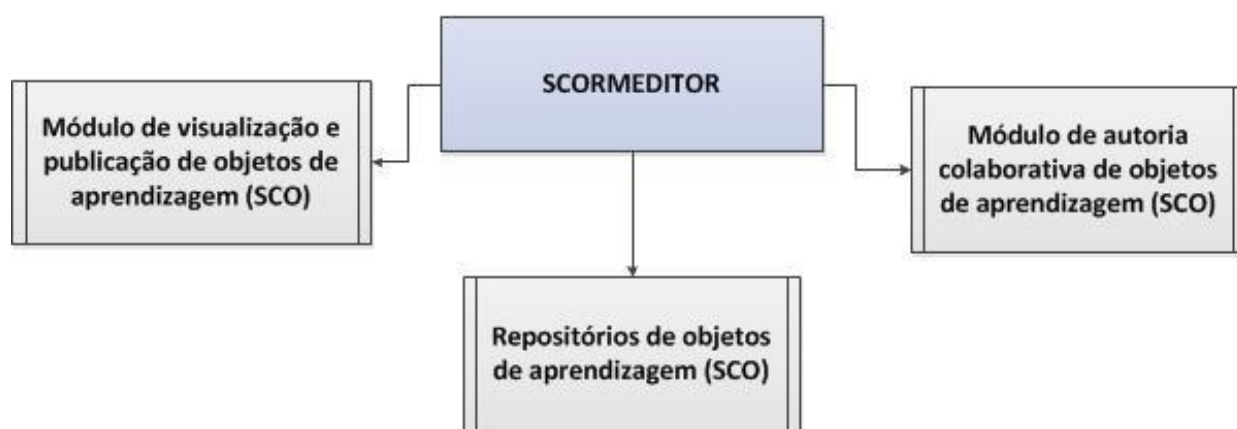 SCORMEDITOR
Módulo de visualização e
publicação de objetos de
aprendizagem (SCO)
Módulo de autoria
colaborativa de objetos
de aprendizagem (SCO)
Repositórios de objetos
de aprendizagem (SCO)